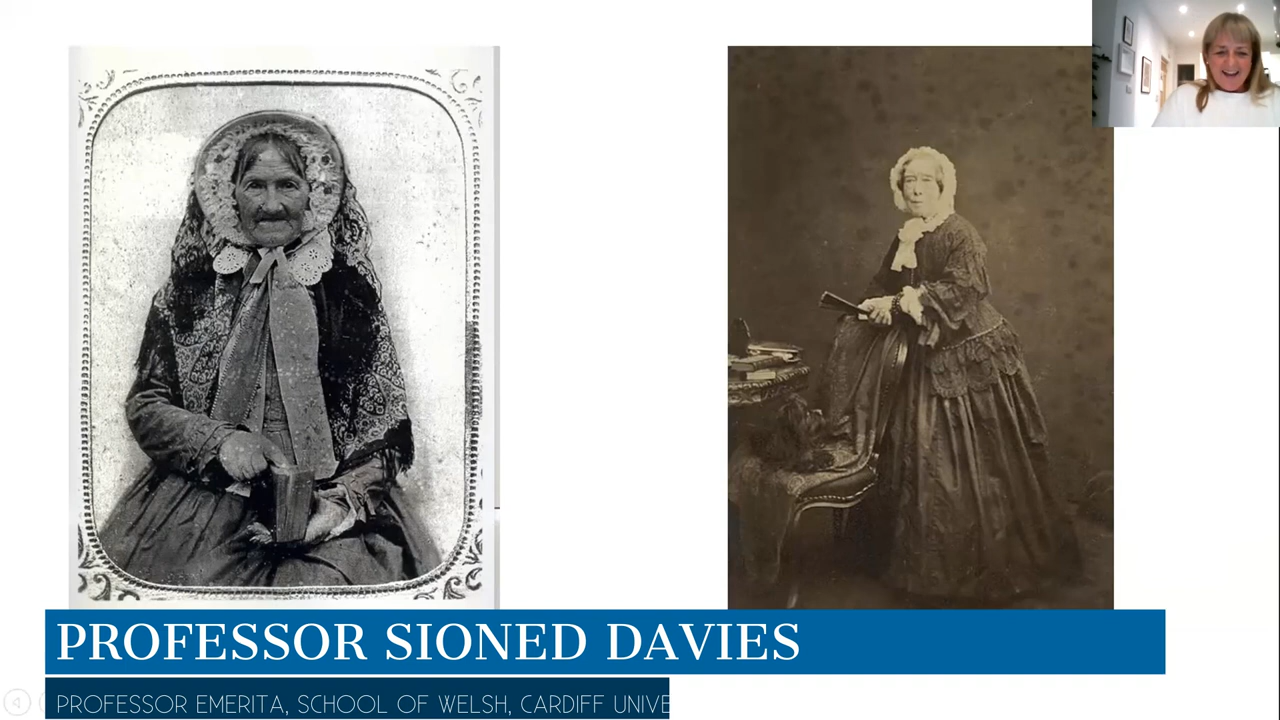 PROFESSOR SIONED DAVIES
PROFESSOR EMERITA, SCHOOL OF WELSH, CARDIFF UNIVE